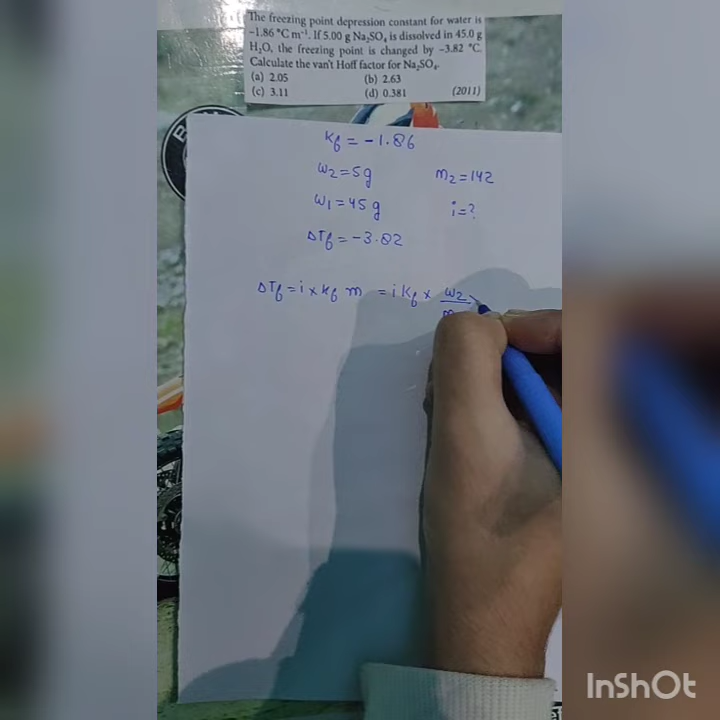 The freezing point depression constant for water is
-1.86 °C m⁻¹. If 5.00 g Na₂SO₄ is dissolved in 45.0 g
H₂O, the freezing point is changed by -3.82 °C.
Calculate the van't Hoff factor for Na₂SO₄.
(a) 2.05 (b) 2.63
(c) 3.11 (d) 0.381 (2011)
Kf = -1.86
w2 = 5g m2 = 142
w1 = 45g i = ?
ΔTf = -3.82
ΔTf = i × Kf m = i Kf × w2
InShOt